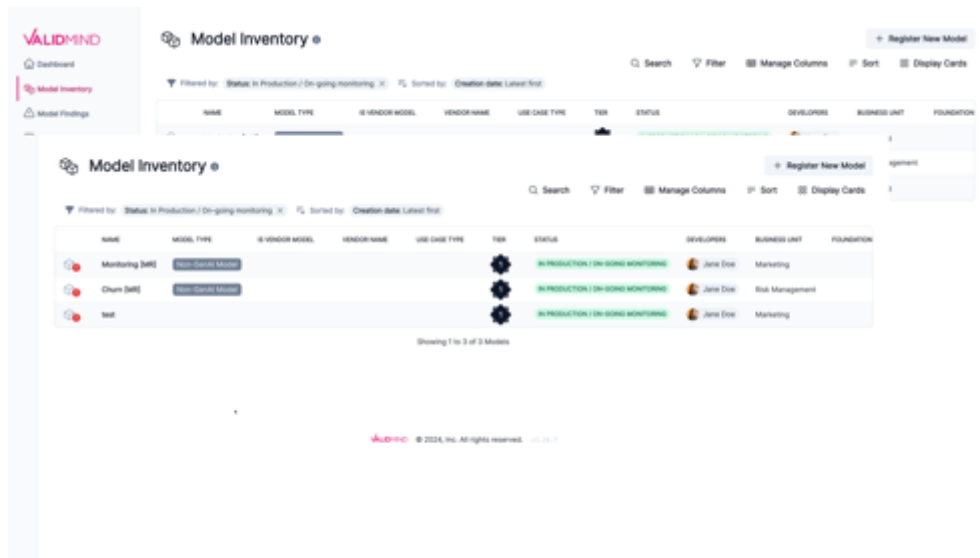 VALIDMIND
Model Inventory
+ Register New Model
Dashboard
Search Filter Manage Columns Sort Display Cards
Model Inventory
Filtered by: Status: In Production / On-going monitoring × Sorted by: Creation date: Latest first
Model Findings
NAME MODEL TYPE IS VENDOR MODEL VENDOR NAME USE CASE TYPE TIER STATUS DEVELOPERS BUSINESS UNIT FOUNDATION
Model Inventory
+ Register New Model
Search Filter Manage Columns Sort Display Cards
Filtered by: Status: In Production / On-going monitoring × Sorted by: Creation date: Latest first
NAME MODEL TYPE IS VENDOR MODEL VENDOR NAME USE CASE TYPE TIER STATUS DEVELOPERS BUSINESS UNIT FOUNDATION
Monitoring [MR] Non-GenAI Model IN PRODUCTION / ON-GOING MONITORING Jane Doe Marketing
Churn [MR] Non-GenAI Model IN PRODUCTION / ON-GOING MONITORING Jane Doe Risk Management
test IN PRODUCTION / ON-GOING MONITORING Jane Doe Marketing
Showing 1 to 3 of 3 Models
VALIDMIND © 2024, Inc. All rights reserved.